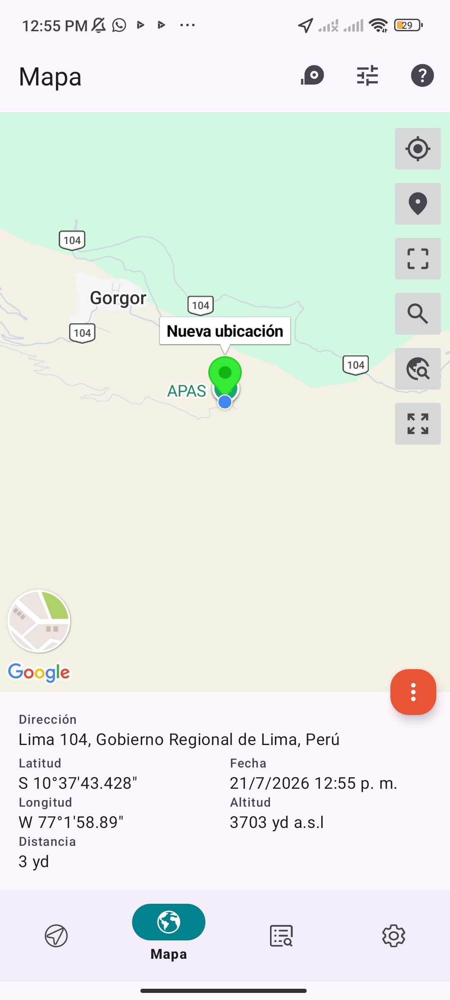 12:55 PM
29
Mapa
104
Gorgor
104
104
Nueva ubicación
104
APAS
Google
Dirección
Lima 104, Gobierno Regional de Lima, Perú
Latitud
S 10°37'43.428"
Fecha
21/7/2026 12:55 p. m.
Longitud
W 77°1'58.89"
Altitud
3703 yd a.s.l
Distancia
3 yd
Mapa